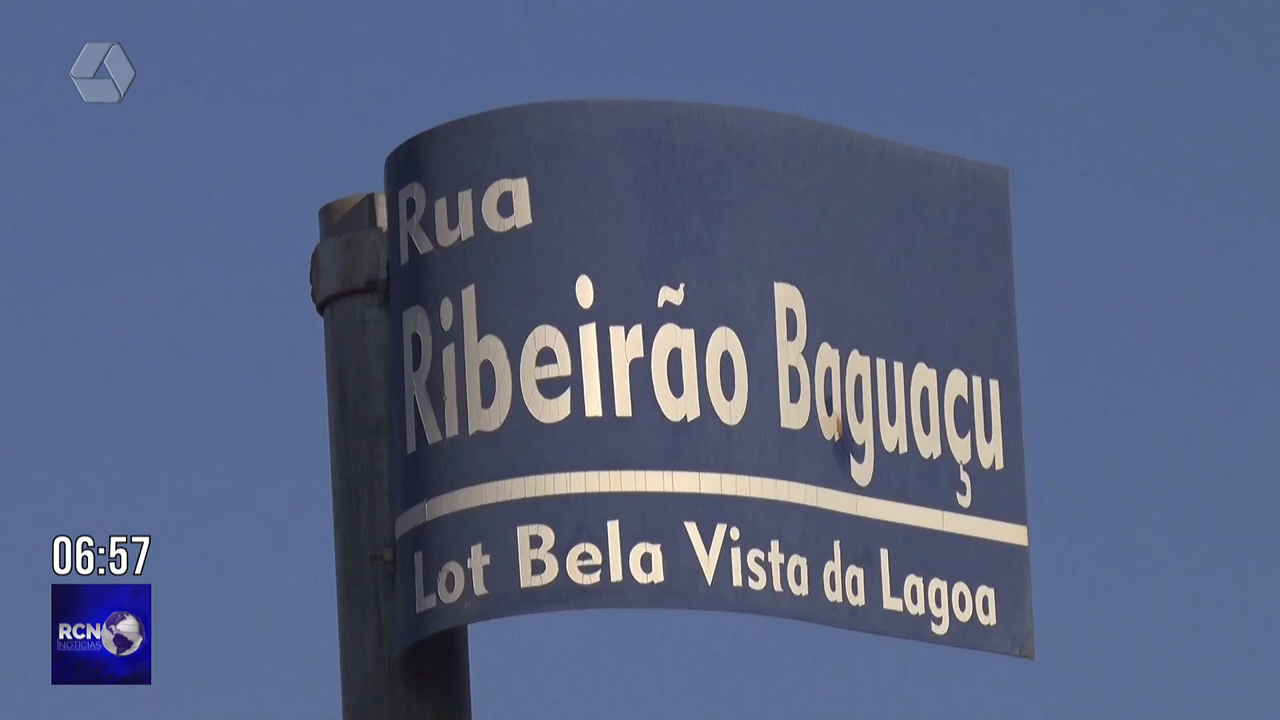 Rua
Ribeirão Baguaçu
Lot Bela Vista da Lagoa
06:57
RCN
NOTÍCIAS